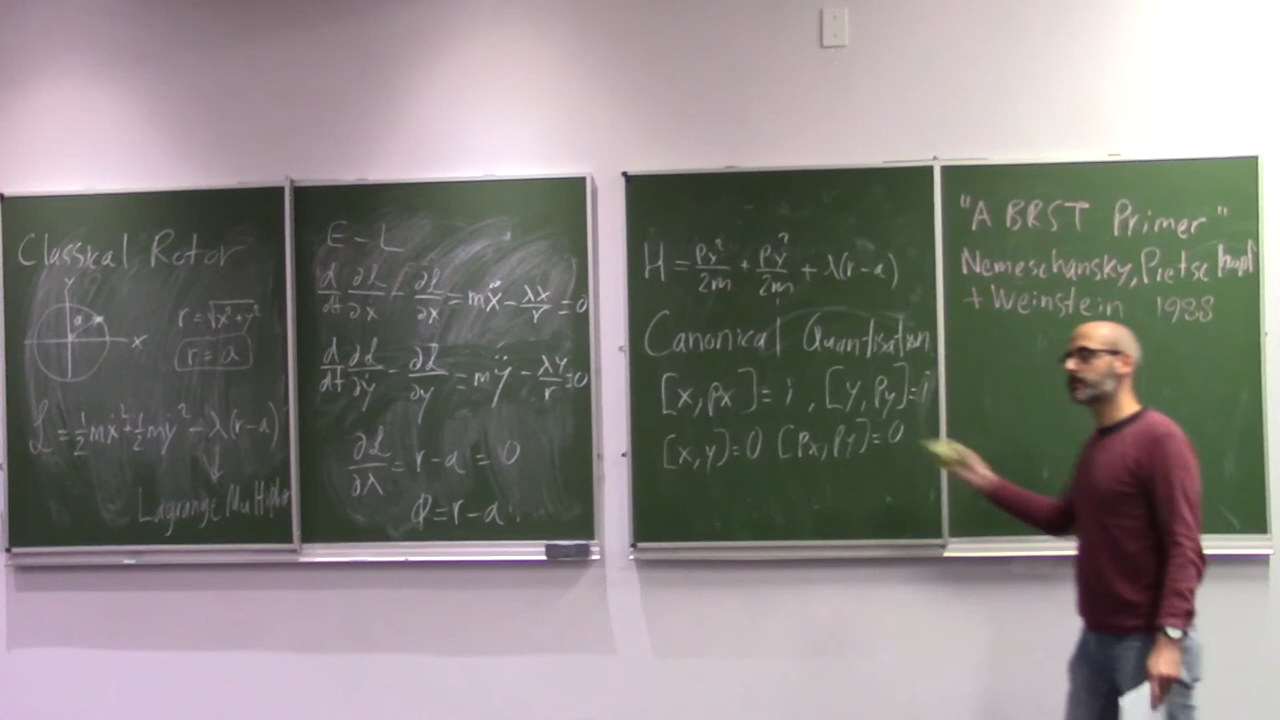 Classical Rotor
y
a
x
r = √x²+y²
r = a
ℒ = ½mẋ²+½mẏ² - λ(r-a)
Lagrange Multiplier
E-L
d/dt ∂ℒ/∂ẋ - ∂ℒ/∂x = mẍ - λx/r = 0
d/dt ∂ℒ/∂ẏ - ∂ℒ/∂y = mÿ - λy/r = 0
∂ℒ/∂λ = r-a = 0
Φ = r-a
H = px²/2m + py²/2m + λ(r-a)
Canonical Quantisation
[x, px] = i , [y, py] = i
[x, y] = 0 [px, py] = 0
"A BRST Primer"
Nemeschansky, Preitschopf
+ Weinstein 1988